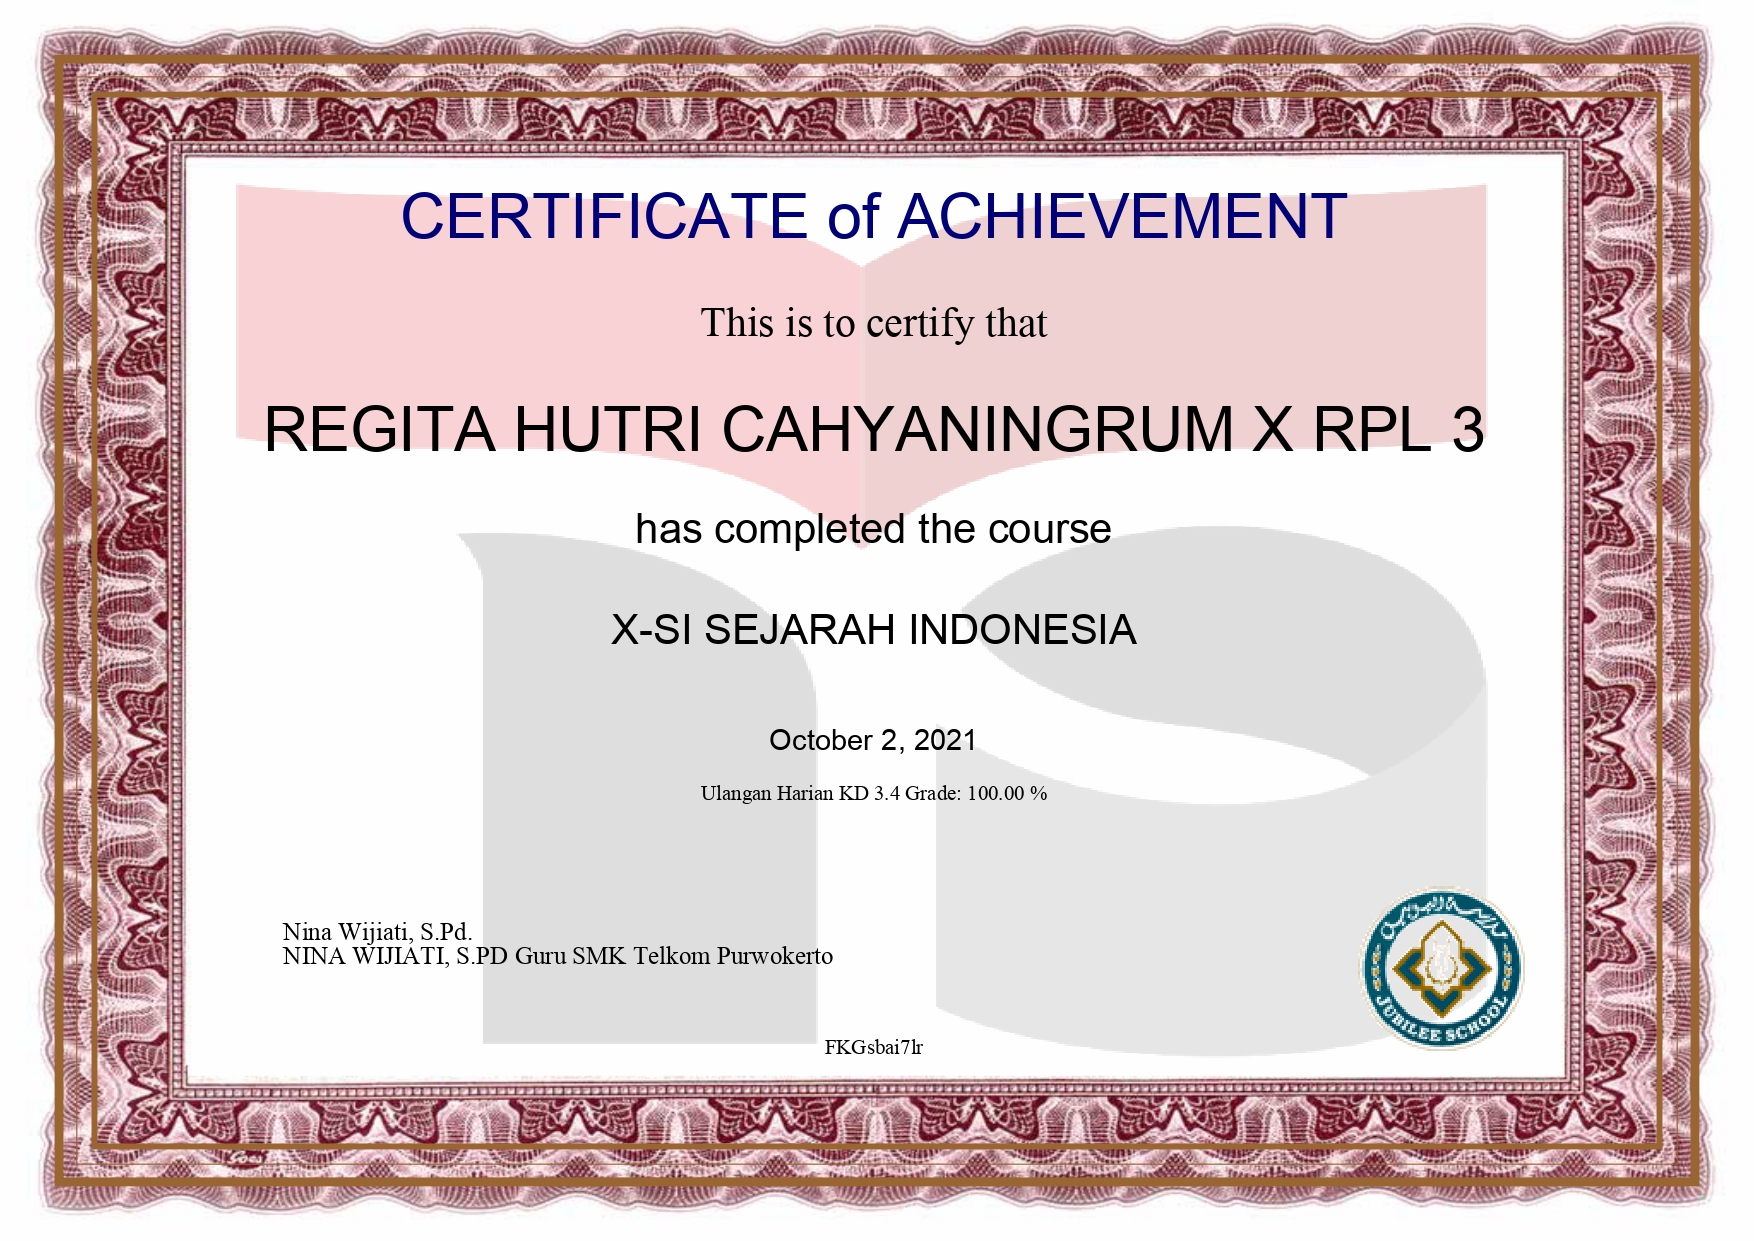 CERTIFICATE of ACHIEVEMENT
This is to certify that
REGITA HUTRI CAHYANINGRUM X RPL 3
has completed the course
X-SI SEJARAH INDONESIA
October 2, 2021
Ulangan Harian KD 3.4 Grade: 100.00 %
Nina Wijiati, S.Pd.
NINA WIJIATI, S.PD Guru SMK Telkom Purwokerto
JUBILEE SCHOOL
FKGsbai7lr
Goes